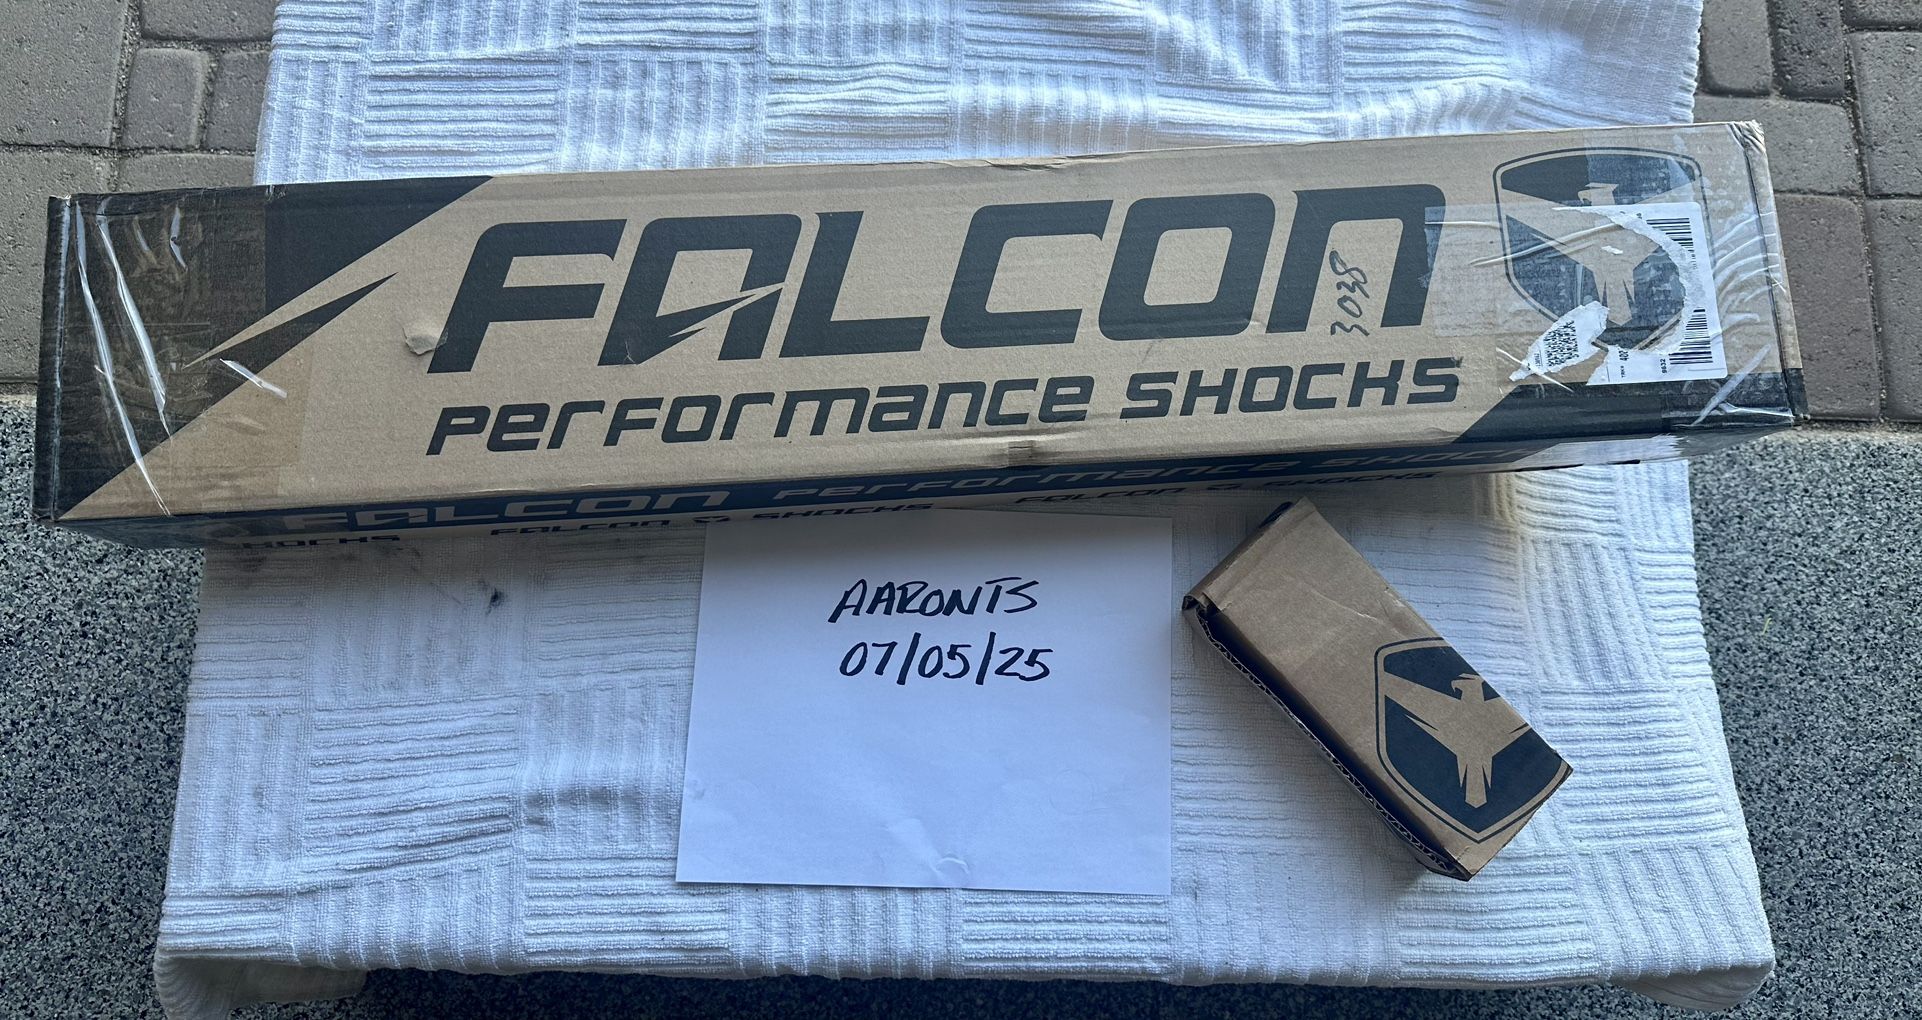 FALCON
PERFORMANCE SHOCKS
3038
FALCON PERFORMANCE SHOCKS
SHOCKS FALCON SHOCKS FALCON SHOCKS
AARONTS
07/05/25